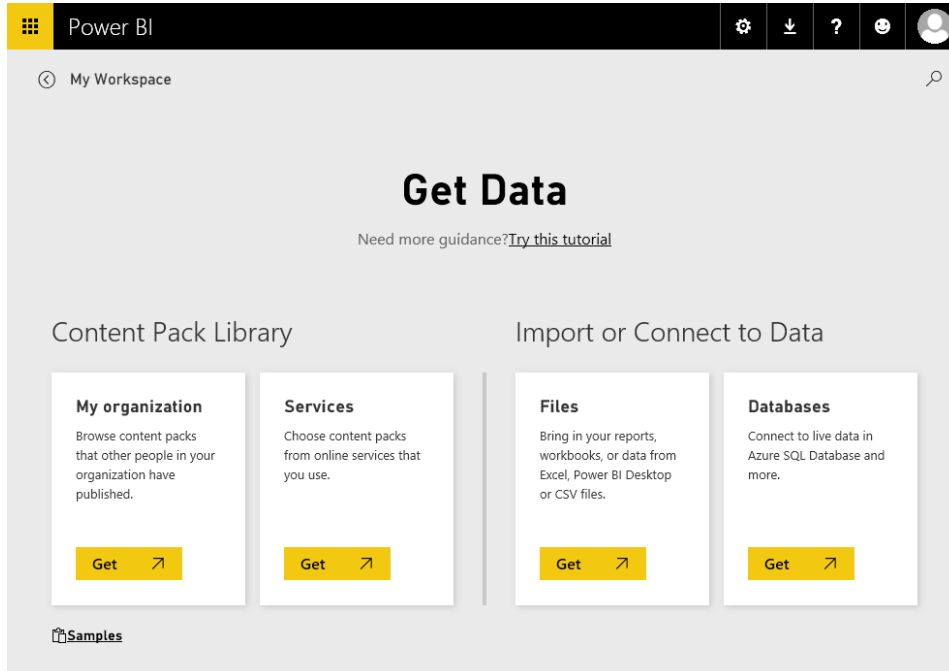 Power BI
?
My Workspace
Get Data
Need more guidance?Try this tutorial
Content Pack Library
Import or Connect to Data
My organization
Browse content packs
that other people in your
organization have
published.
Get
Services
Choose content packs
from online services that
you use.
Get
Files
Bring in your reports,
workbooks, or data from
Excel, Power BI Desktop
or CSV files.
Get
Databases
Connect to live data in
Azure SQL Database and
more.
Get
Samples